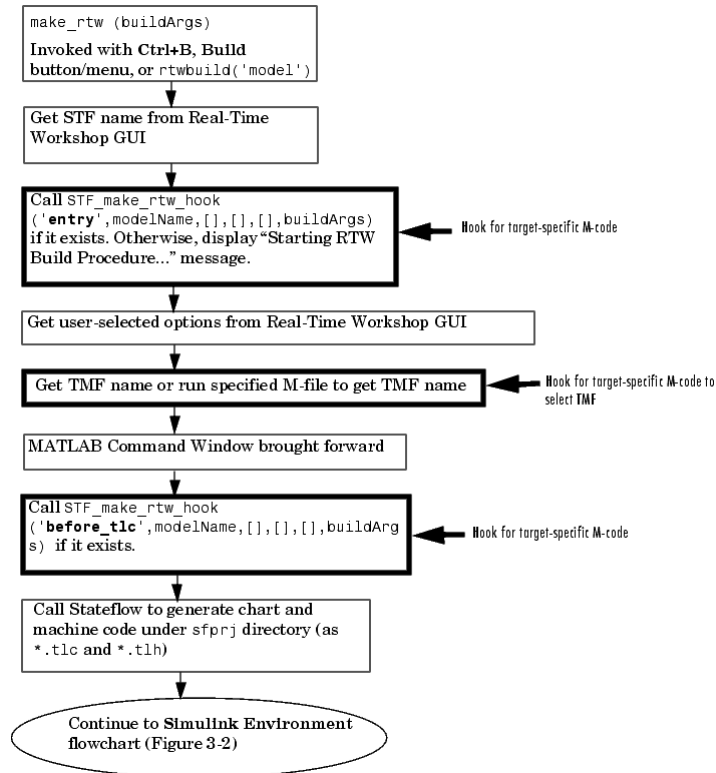 make_rtw (buildArgs)
Invoked with Ctrl+B, Build
button/menu, or rtwbuild('model')
Get STF name from Real-Time
Workshop GUI
Call STF_make_rtw_hook
('entry',modelName,[],[],[],buildArgs)
if it exists. Otherwise, display “Starting RTW
Build Procedure...” message.
Hook for target-specific M-code
Get user-selected options from Real-Time Workshop GUI
Get TMF name or run specified M-file to get TMF name
Hook for target-specific M-code to
select TMF
MATLAB Command Window brought forward
Call STF_make_rtw_hook
('before_tlc',modelName,[],[],[],buildArg
s) if it exists.
Hook for target-specific M-code
Call Stateflow to generate chart and
machine code under sfprj directory (as
*.tlc and *.tlh)
Continue to Simulink Environment
flowchart (Figure 3-2)